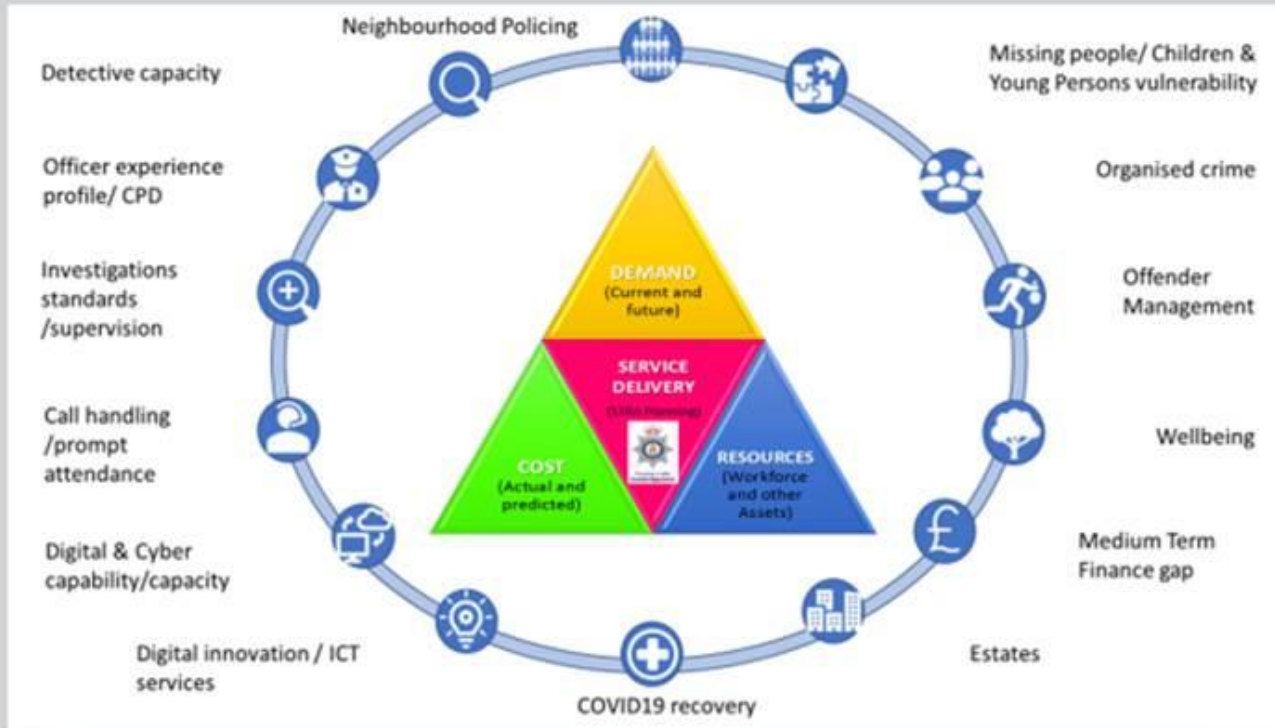 Neighbourhood Policing
Detective capacity
Missing people/ Children &
Young Persons vulnerability
Officer experience
profile/ CPD
Organised crime
Investigations
standards
/supervision
Offender
Management
DEMAND
(Current and
future)
SERVICE
DELIVERY
Call handling
/prompt
attendance
Wellbeing
COST
(Actual and
predicted)
RESOURCES
(Workforce
and other
Assets)
Digital & Cyber
capability/capacity
£
Medium Term
Finance gap
Digital innovation / ICT
services
Estates
COVID19 recovery